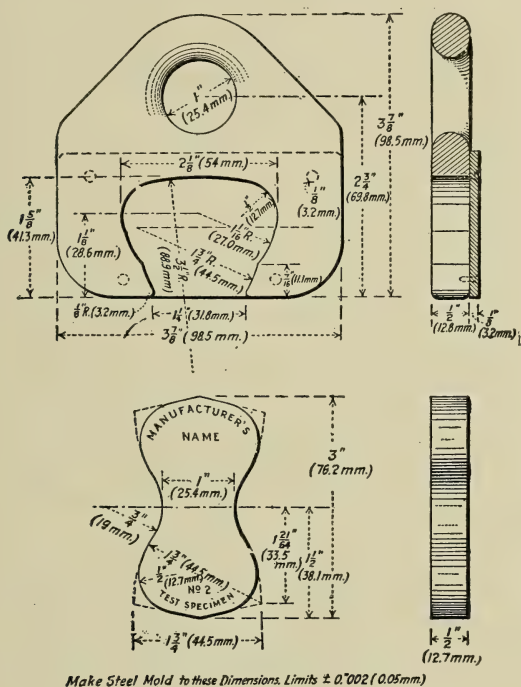 1"
(25.4mm.)
3 7/8"
(98.5mm.)
2 3/4"
(69.8mm.)
2 1/8" (54 mm.)
1/8"
(3.2mm.)
1 5/8"
(41.3mm.)
1 1/8"
(28.6mm.)
1/2"
(12.7mm.)
1 1/16" R.
(27.0mm.)
1 3/4" R.
(44.5mm.)
3 1/2" R.
(88.9mm.)
7/16"
(11.1mm.)
1/8" R.(3.2mm.)
1 1/4" (31.8mm.)
3 7/8" (98.5 mm.)
1/2"
(12.8mm.)
1/8"
(3.2mm.)
MANUFACTURER'S
NAME
1"
(25.4mm.)
3"
(76.2mm.)
3/4"
(19mm.)
1 21/64"
(33.5
mm.)
1 1/2"
(38.1mm.)
1 3/4" (44.5mm.)
1/2"
(12.7mm.)
Nº 2
TEST SPECIMEN
1 3/4" (44.5mm.)
1/2"
(12.7mm.)
Make Steel Mold to these Dimensions. Limits ± 0."002 (0.05mm.)